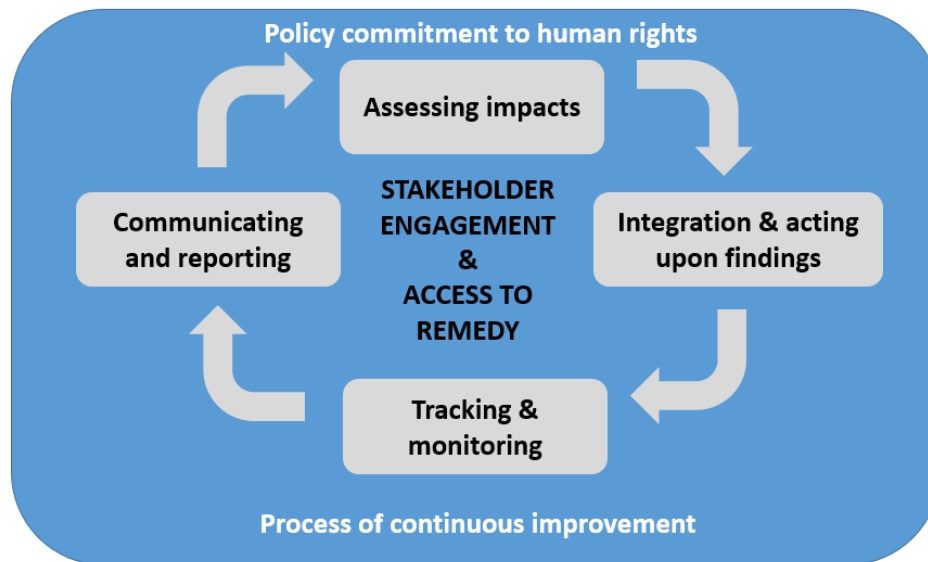 Policy commitment to human rights
Assessing impacts
STAKEHOLDER
ENGAGEMENT
&
ACCESS TO
REMEDY
Communicating
and reporting
Integration & acting
upon findings
Tracking &
monitoring
Process of continuous improvement